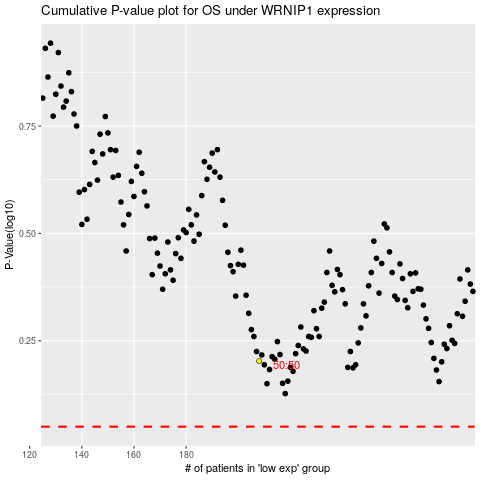 Cumulative P-value plot for OS under WRNIP1 expression
P-Value(log10)
0.75
0.50
0.25
50:50
120 140 160 180
# of patients in 'low exp' group